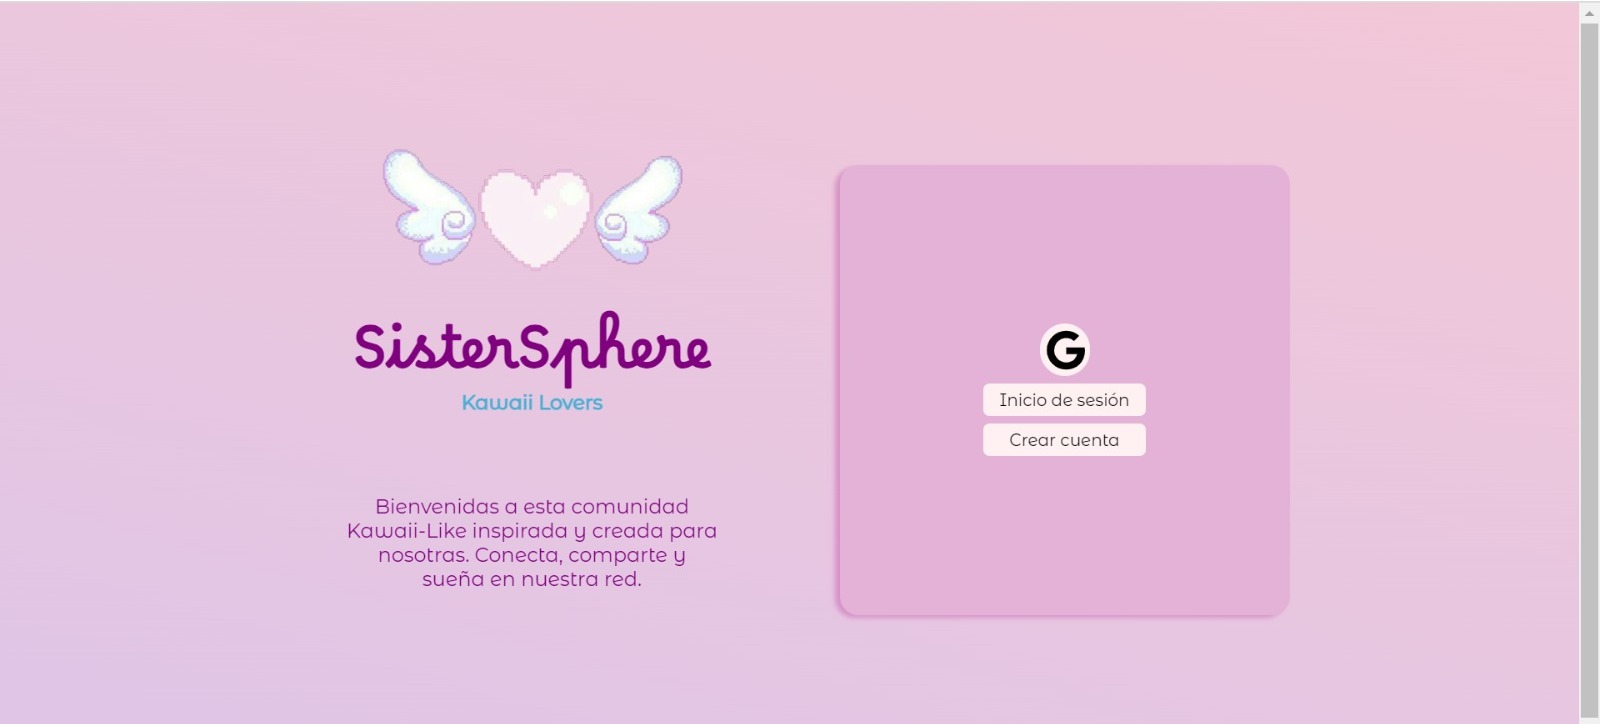 SisterSphere
Kawaii Lovers
Bienvenidas a esta comunidad
Kawaii-Like inspirada y creada para
nosotras. Conecta, comparte y
sueña en nuestra red.
G
Inicio de sesión
Crear cuenta